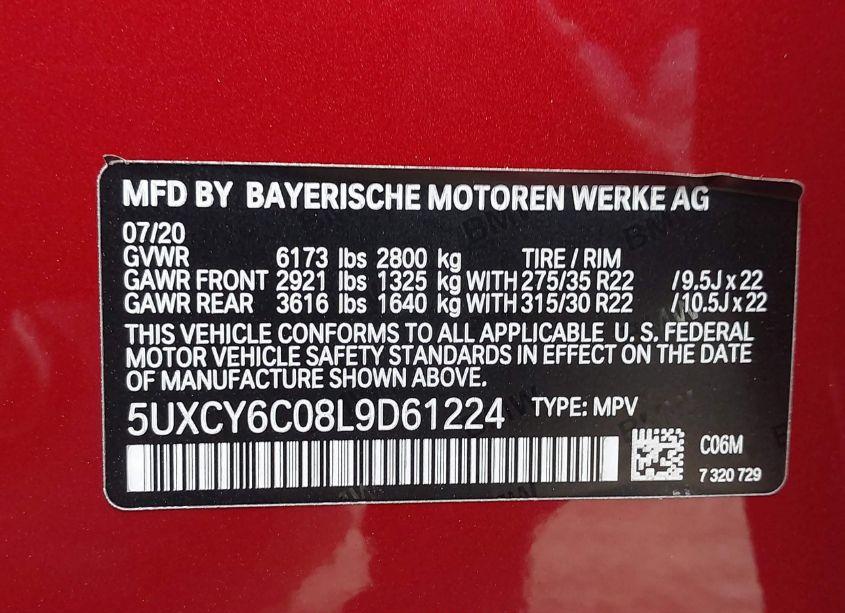 MFD BY BAYERISCHE MOTOREN WERKE AG
07/20
GVWR 6173 lbs 2800 kg TIRE / RIM
GAWR FRONT 2921 lbs 1325 kg WITH 275/35 R22 /9.5J x 22
GAWR REAR 3616 lbs 1640 kg WITH 315/30 R22 /10.5J x 22
THIS VEHICLE CONFORMS TO ALL APPLICABLE U. S. FEDERAL
MOTOR VEHICLE SAFETY STANDARDS IN EFFECT ON THE DATE
OF MANUFACTURE SHOWN ABOVE.
5UXCY6C08L9D61224 TYPE: MPV
C06M
7 320 729